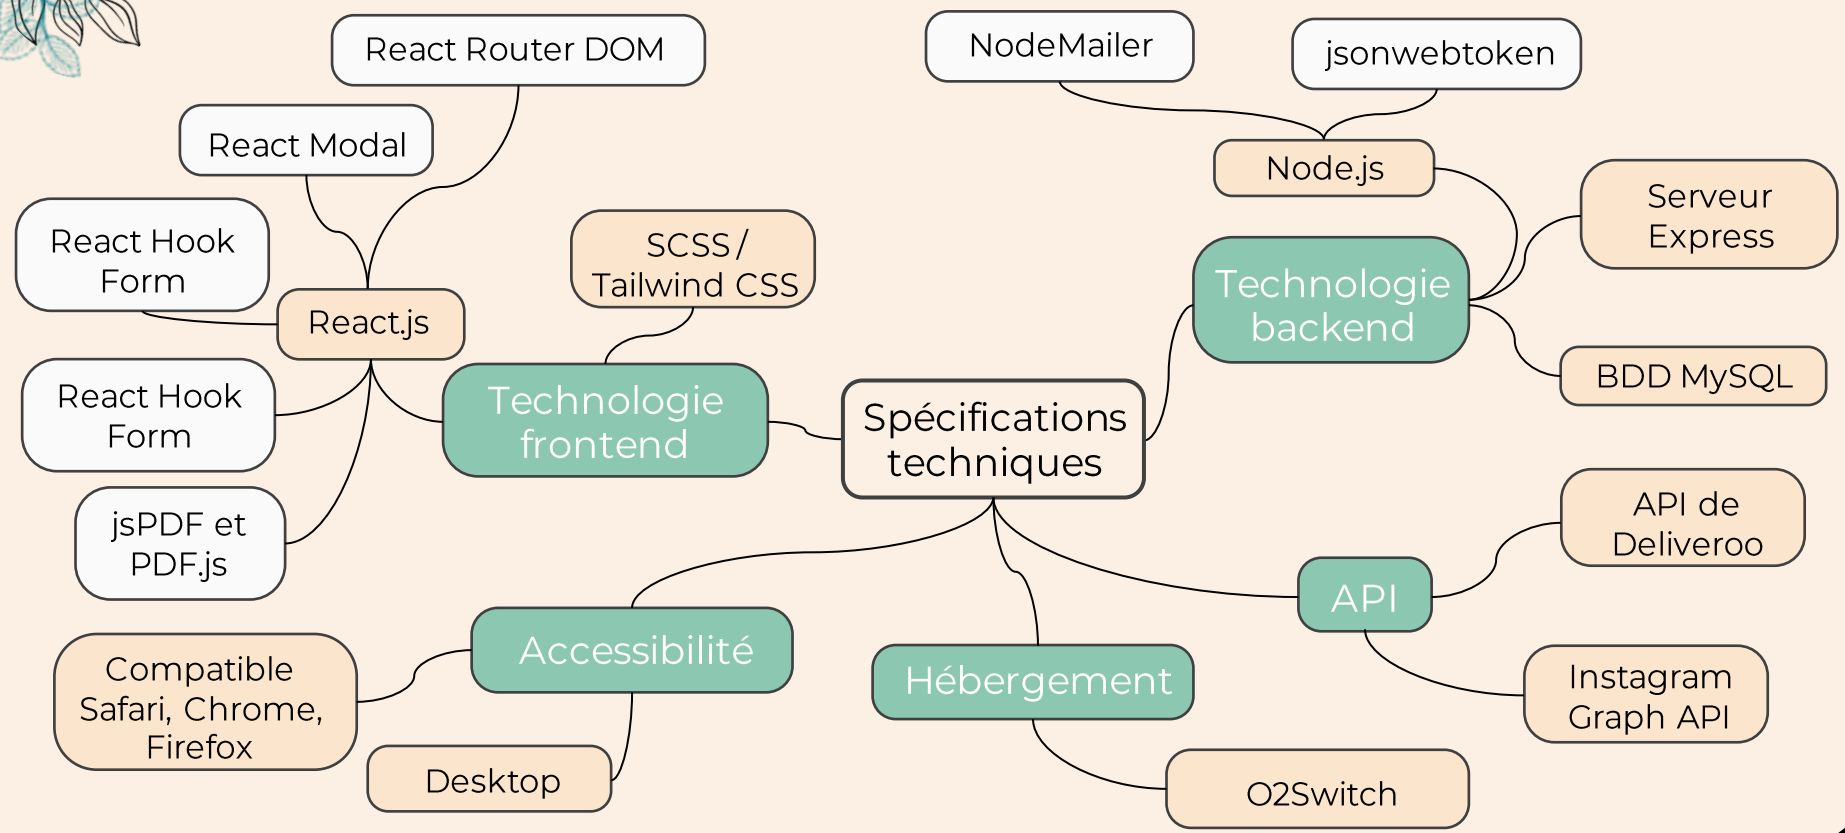 React Router DOM
NodeMailer
jsonwebtoken
React Modal
Node.js
React Hook
Form
Serveur
Express
SCSS /
Tailwind CSS
React.js
Technologie
backend
React Hook
Form
BDD MySQL
Technologie
frontend
Spécifications
techniques
jsPDF et
PDF.js
API de
Deliveroo
API
Accessibilité
Compatible
Safari, Chrome,
Firefox
Hébergement
Instagram
Graph API
Desktop
O2Switch